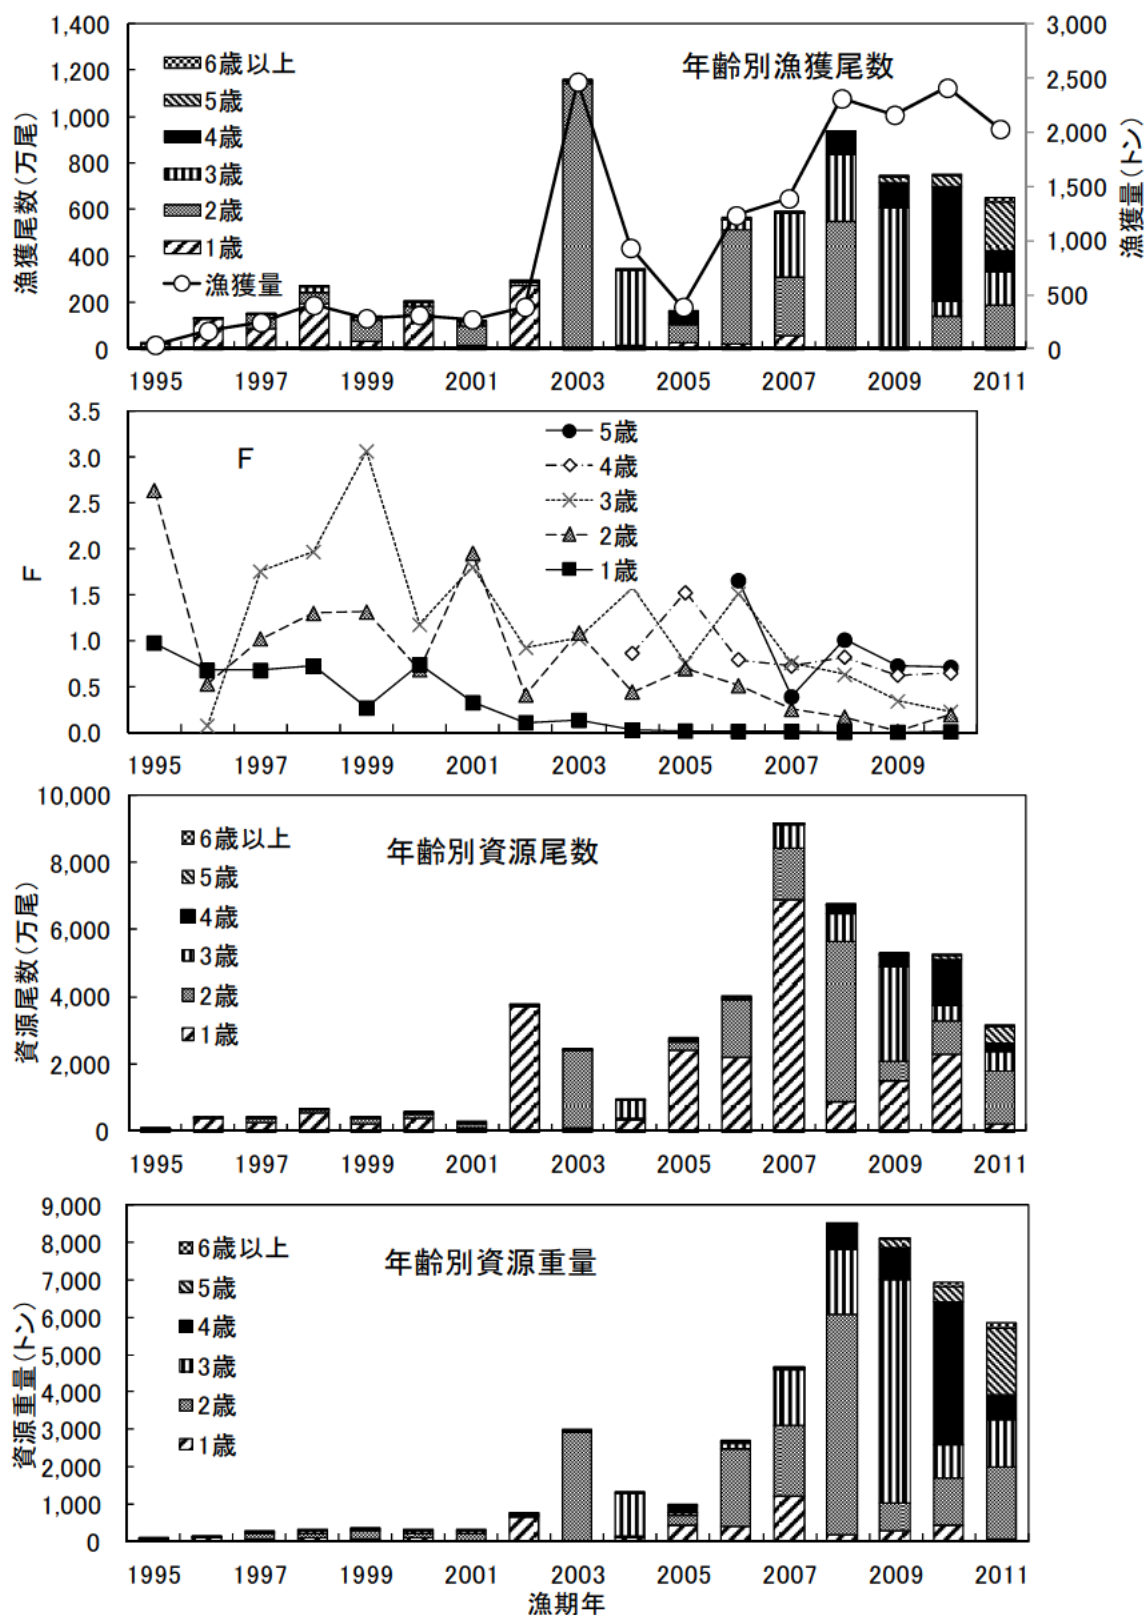 年齢別漁獲尾数
漁獲尾数(万尾)
漁獲量(トン)
1,400
1,200
1,000
800
600
400
200
0
3,000
2,500
2,000
1,500
1,000
500
0
6歳以上
5歳
4歳
3歳
2歳
1歳
漁獲量
1995 1997 1999 2001 2003 2005 2007 2009 2011
F
F
3.5
3.0
2.5
2.0
1.5
1.0
0.5
0.0
5歳
4歳
3歳
2歳
1歳
1995 1997 1999 2001 2003 2005 2007 2009
年齢別資源尾数
資源尾数(万尾)
10,000
8,000
6,000
4,000
2,000
0
6歳以上
5歳
4歳
3歳
2歳
1歳
1995 1997 1999 2001 2003 2005 2007 2009 2011
年齢別資源重量
資源重量(トン)
9,000
8,000
7,000
6,000
5,000
4,000
3,000
2,000
1,000
0
6歳以上
5歳
4歳
3歳
2歳
1歳
1995 1997 1999 2001 2003 2005 2007 2009 2011
漁期年